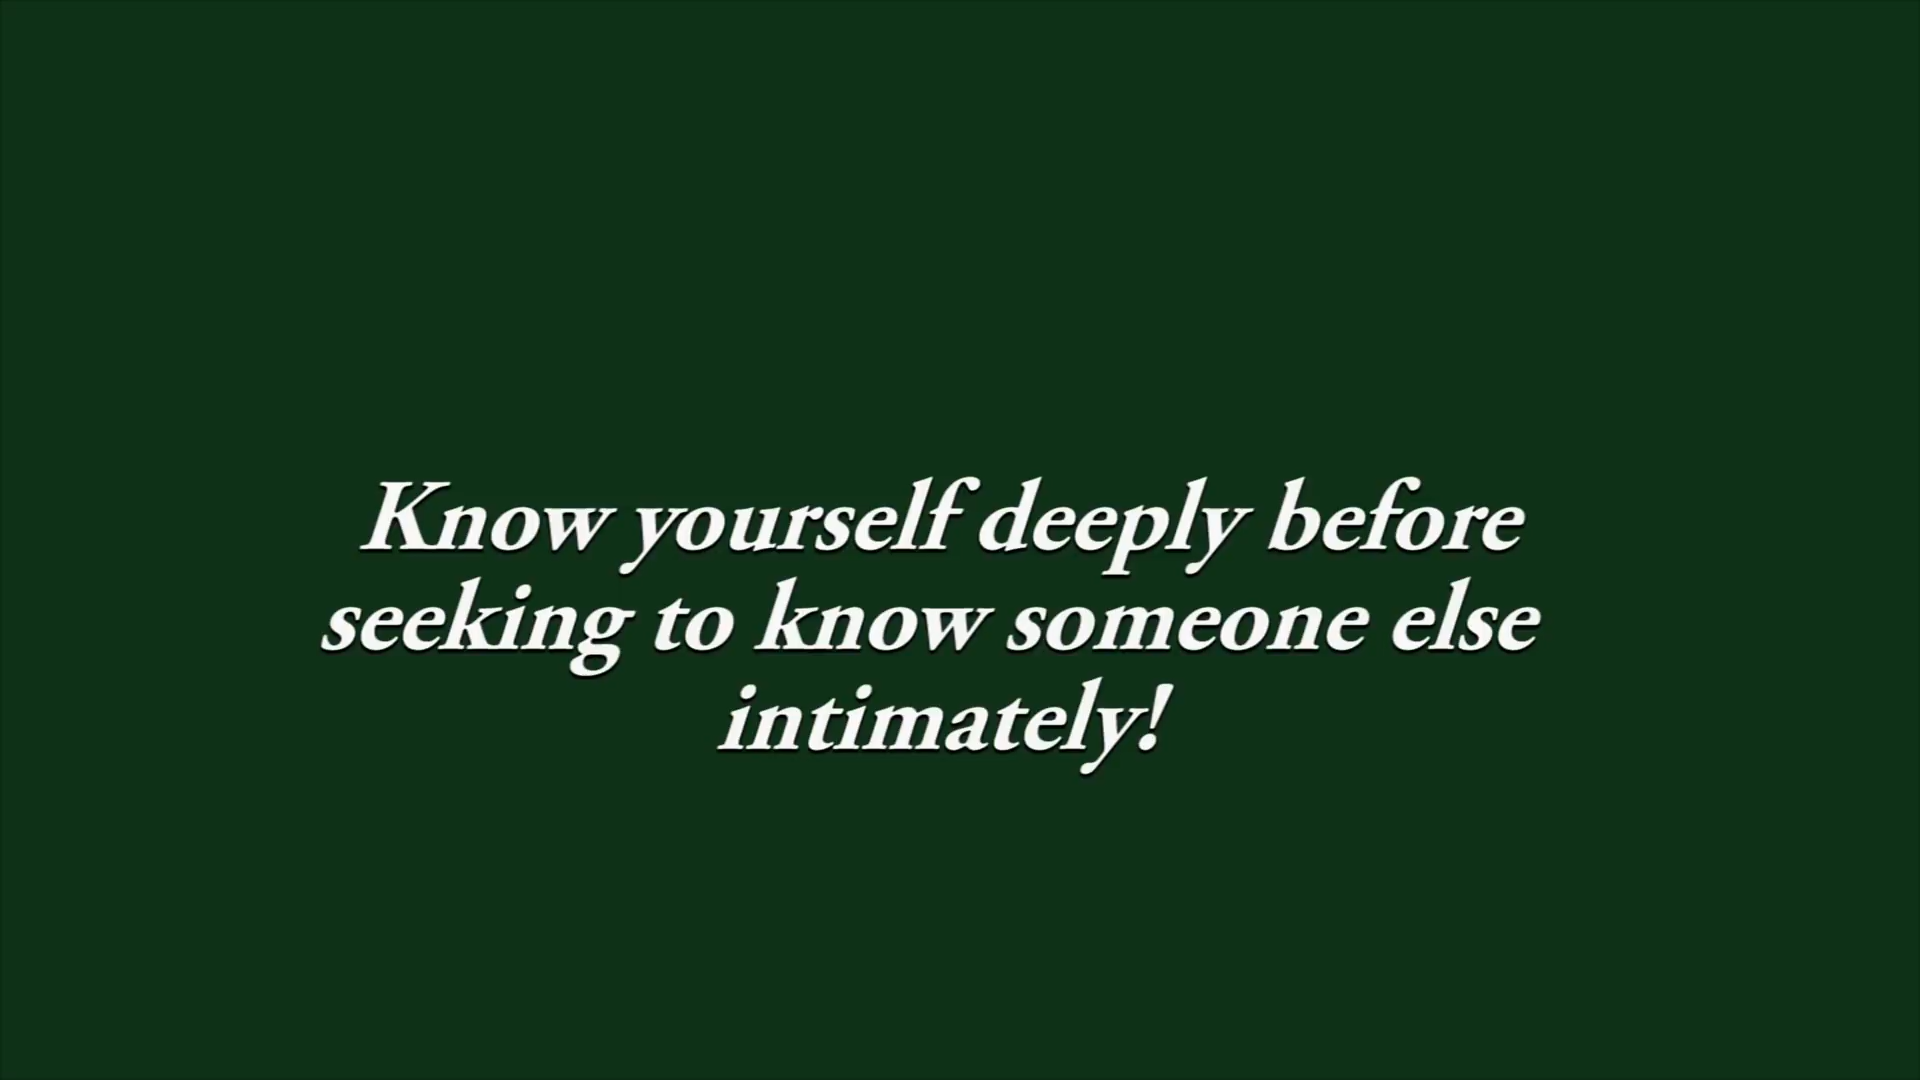 Know yourself deeply before
seeking to know someone else
intimately!